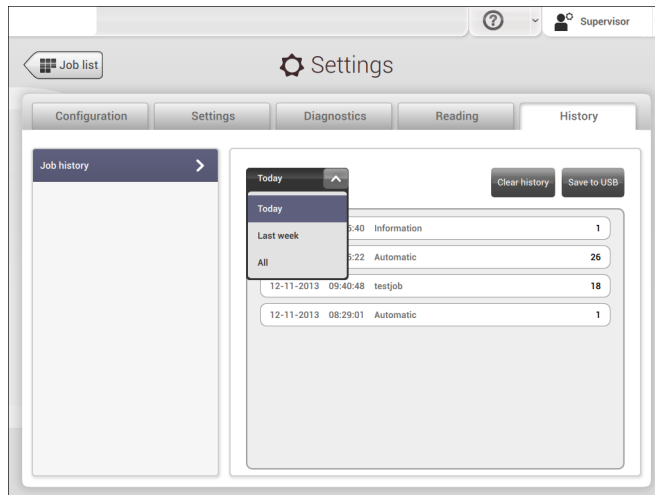 ? Supervisor
Job list
Settings
Configuration Settings Diagnostics Reading History
Job history
Today
Clear history Save to USB
Today
Last week
All
5:40 Information 1
5:22 Automatic 26
12-11-2013 09:40:48 testjob 18
12-11-2013 08:29:01 Automatic 1